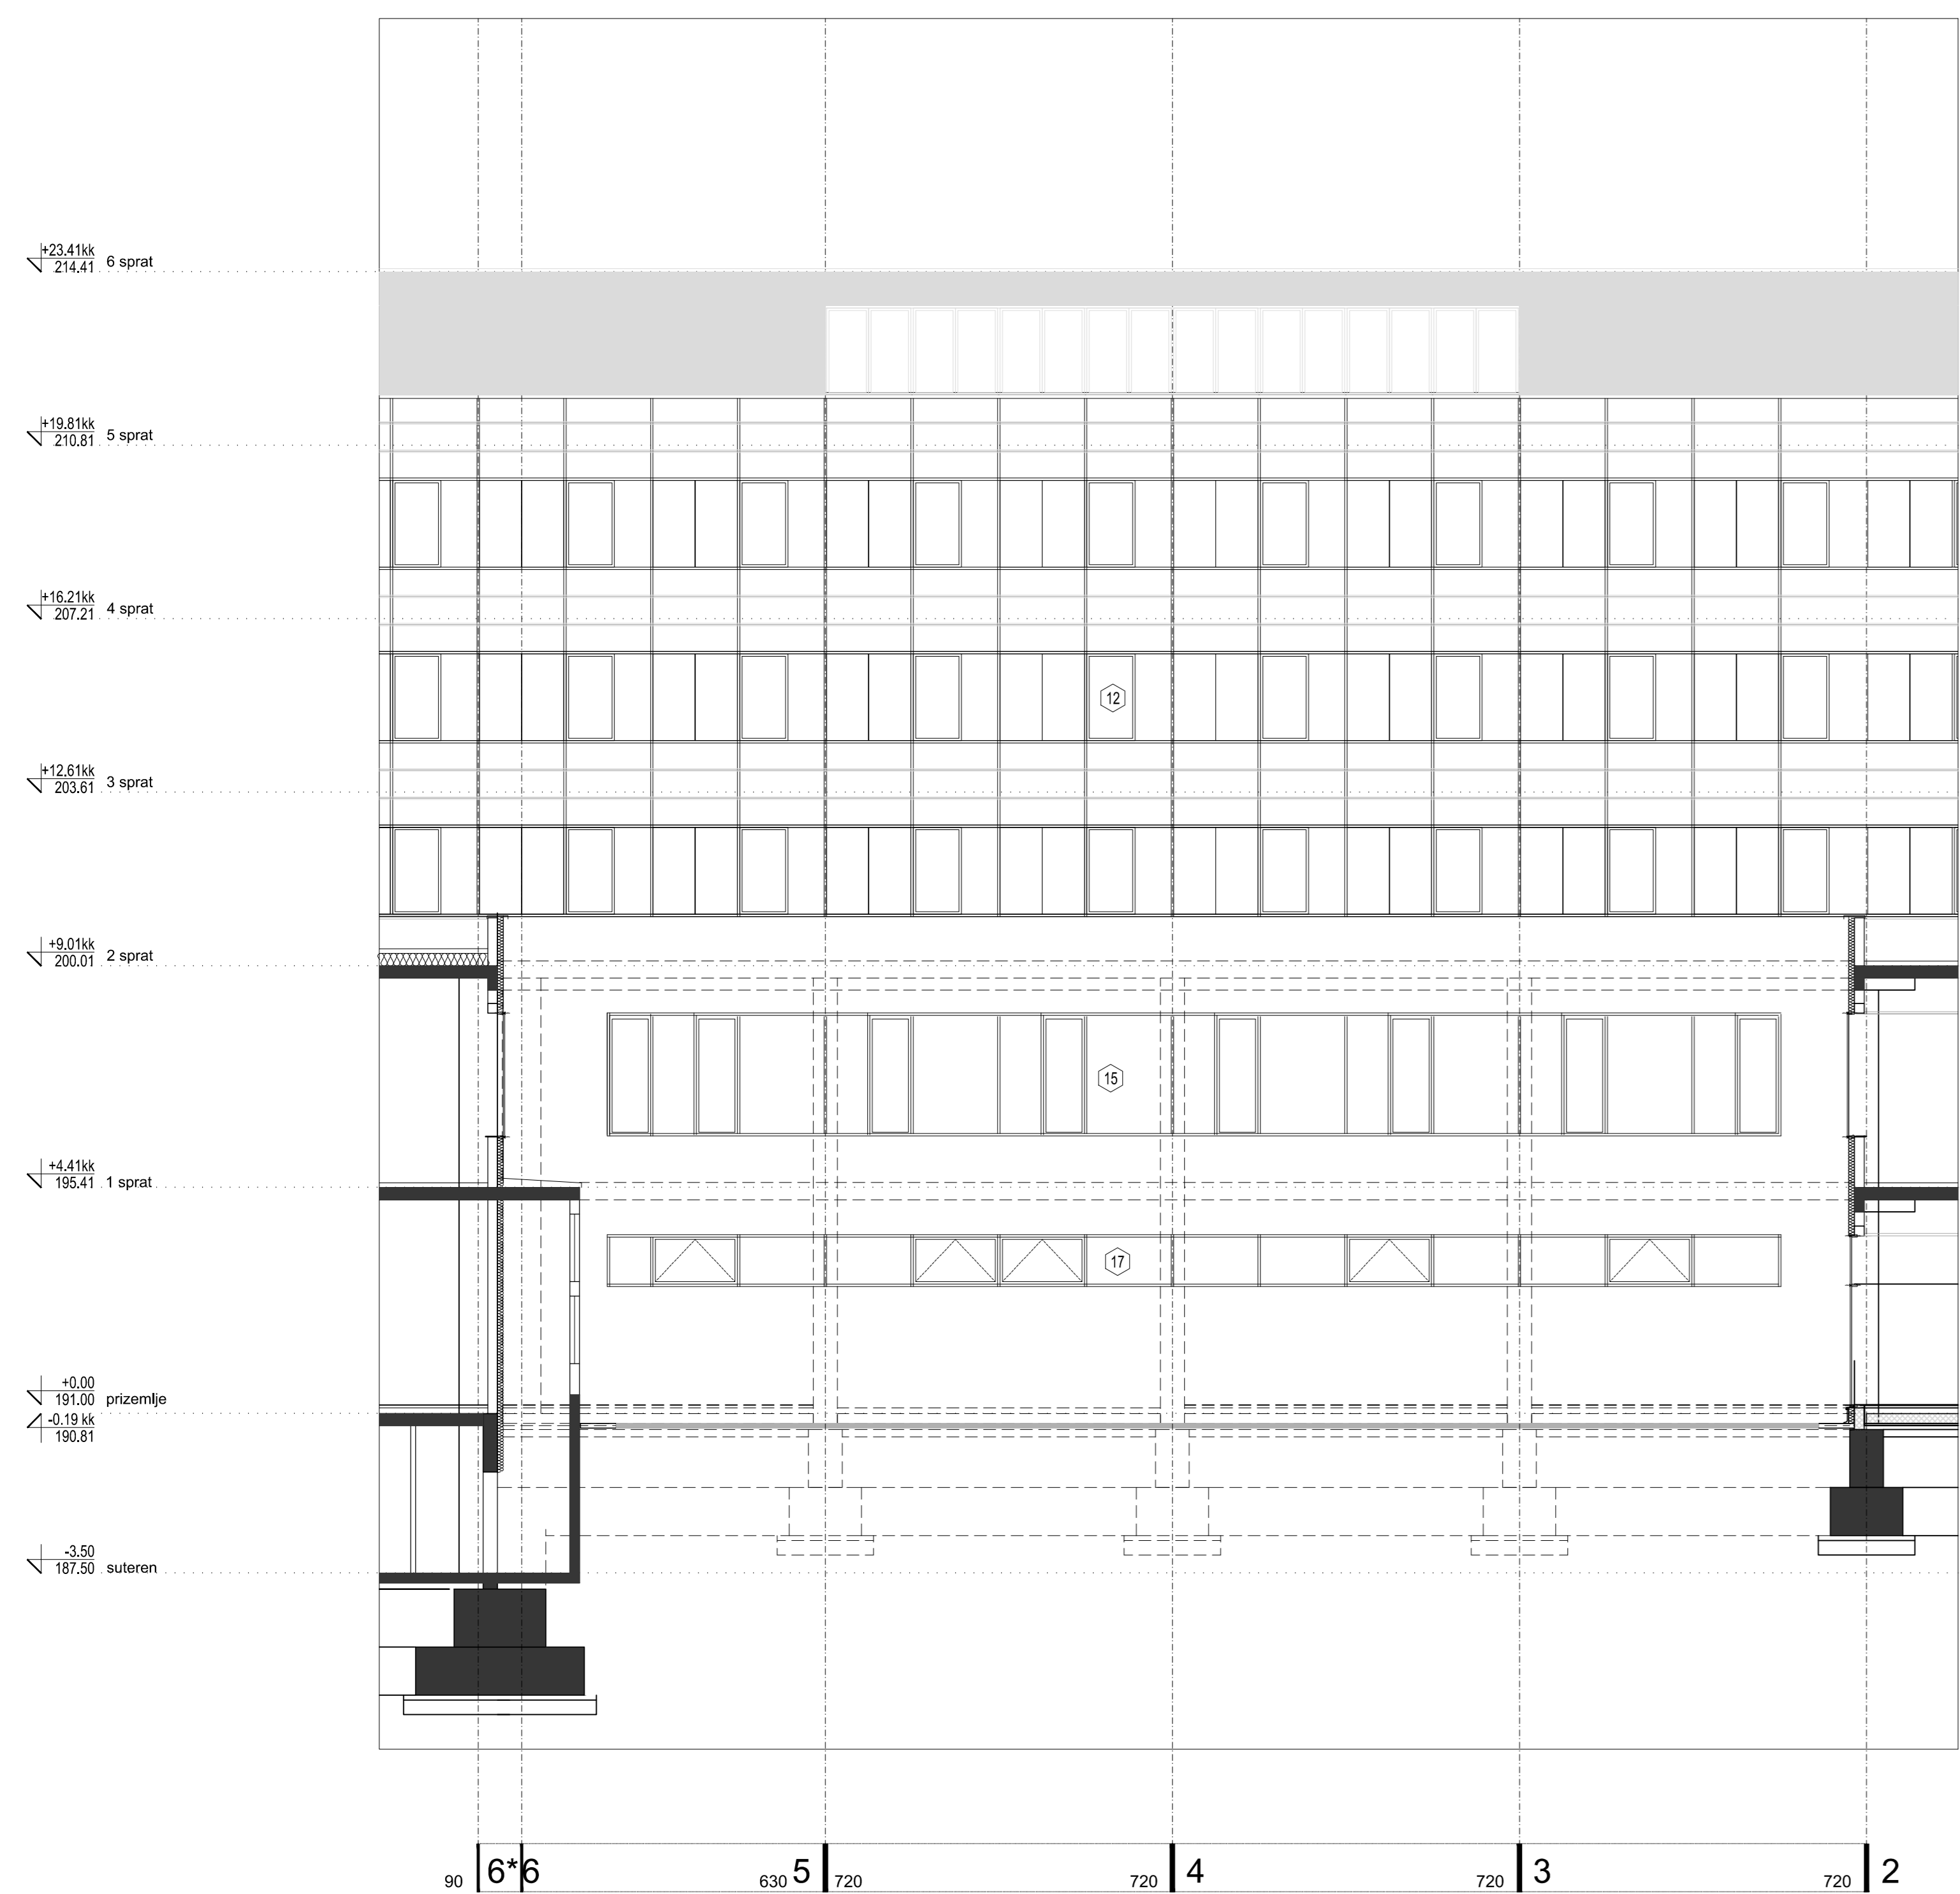 +23.41kk
214.41 6 sprat
+19.81kk
210.81 5 sprat
+16.21kk
207.21 4 sprat
12
+12.61kk
203.61 3 sprat
+9.01kk
200.01 2 sprat
15
+4.41kk
195.41 1 sprat
17
+0.00
191.00 prizemlje
-0.19 kk
190.81
-3.50
187.50 suteren
90 6* 6 630 5 720 720 4 720 3 720 2